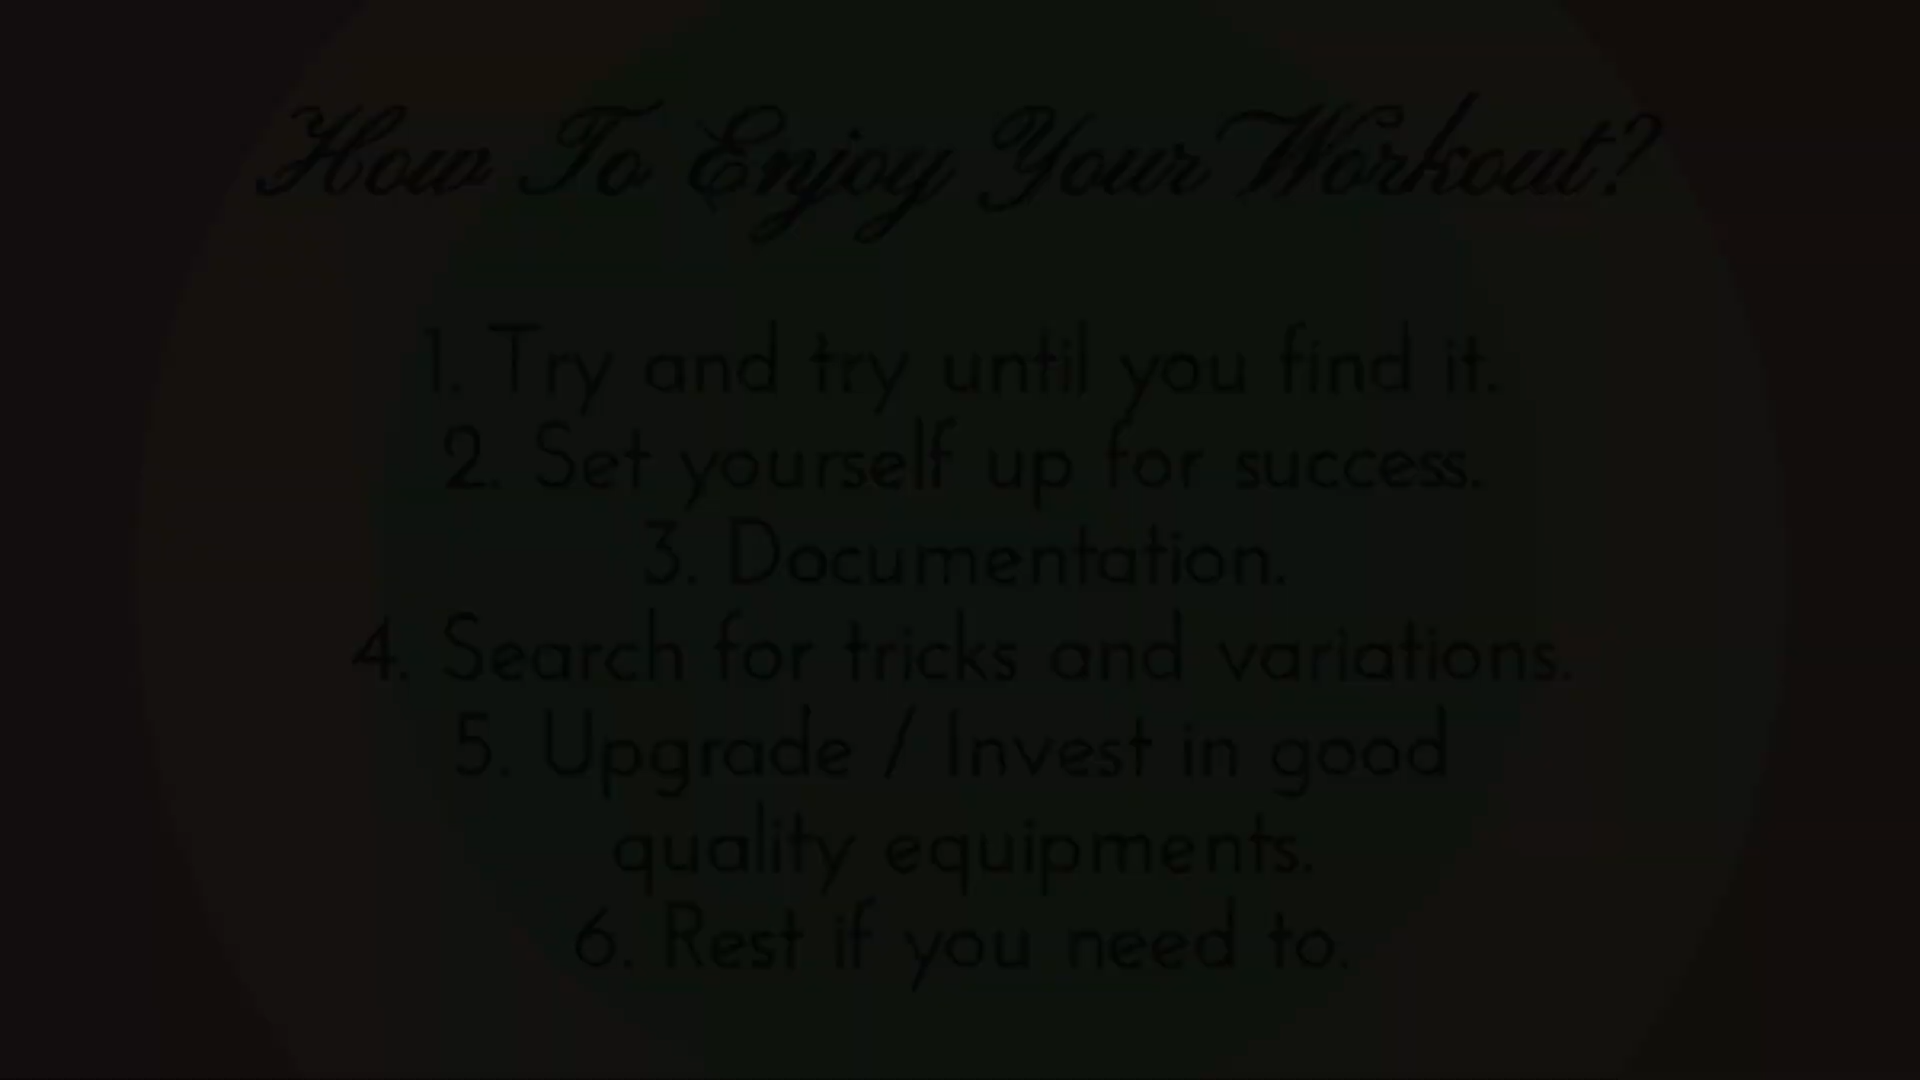 How To Enjoy Your Workout?
1. Try and try until you find it.
2. Set yourself up for success.
3. Documentation.
4. Search for tricks and variations.
5. Upgrade / Invest in good
quality equipments.
6. Rest if you need to.